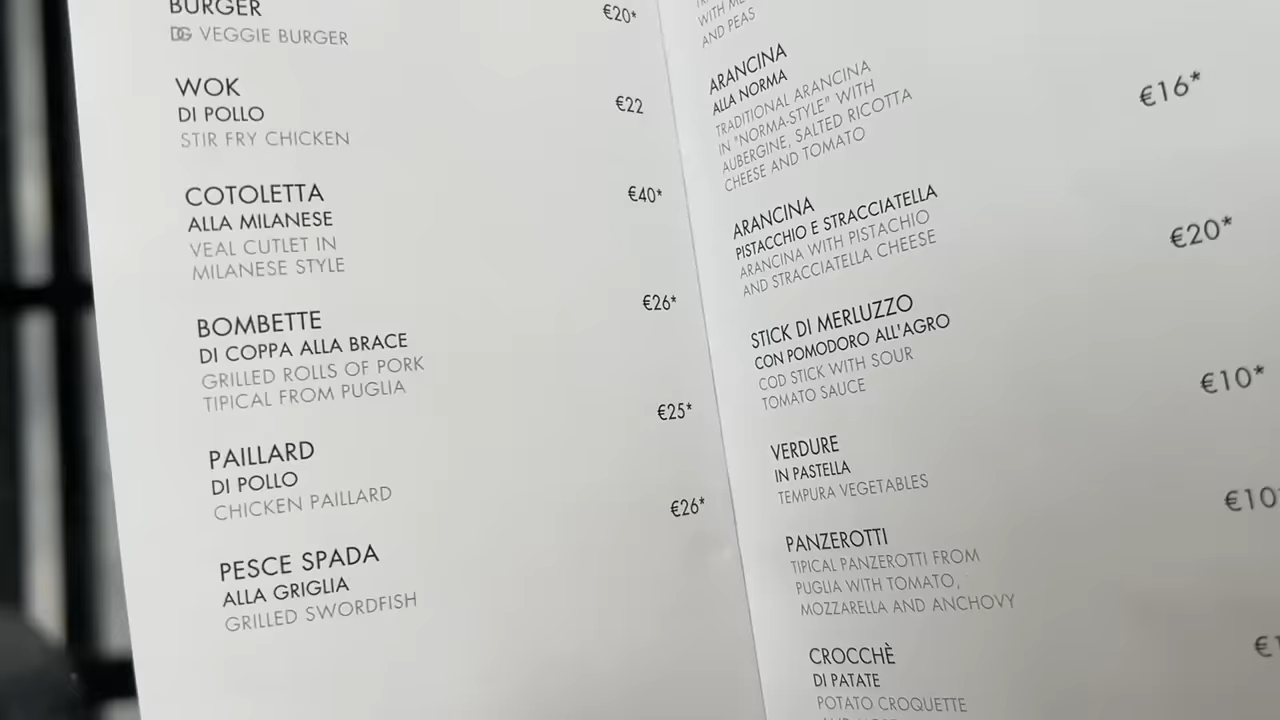 BURGER
€20*
DG VEGGIE BURGER
WOK
€22
DI POLLO
STIR FRY CHICKEN
COTOLETTA
€40*
ALLA MILANESE
VEAL CUTLET IN
MILANESE STYLE
BOMBETTE
€26*
DI COPPA ALLA BRACE
GRILLED ROLLS OF PORK
TIPICAL FROM PUGLIA
PAILLARD
€25*
DI POLLO
CHICKEN PAILLARD
PESCE SPADA
€26*
ALLA GRIGLIA
GRILLED SWORDFISH
WITH
AND PEAS
ARANCINA
€16*
ALLA NORMA
TRADITIONAL ARANCINA
IN "NORMA-STYLE" WITH
AUBERGINE, SALTED RICOTTA
CHEESE AND TOMATO
ARANCINA
€20*
PISTACCHIO E STRACCIATELLA
ARANCINA WITH PISTACHIO
AND STRACCIATELLA CHEESE
STICK DI MERLUZZO
CON POMODORO ALL'AGRO
COD STICK WITH SOUR
TOMATO SAUCE
€10*
VERDURE
IN PASTELLA
TEMPURA VEGETABLES
€10
PANZEROTTI
TIPICAL PANZEROTTI FROM
PUGLIA WITH TOMATO,
MOZZARELLA AND ANCHOVY
CROCCHÈ
DI PATATE
POTATO CROQUETTE